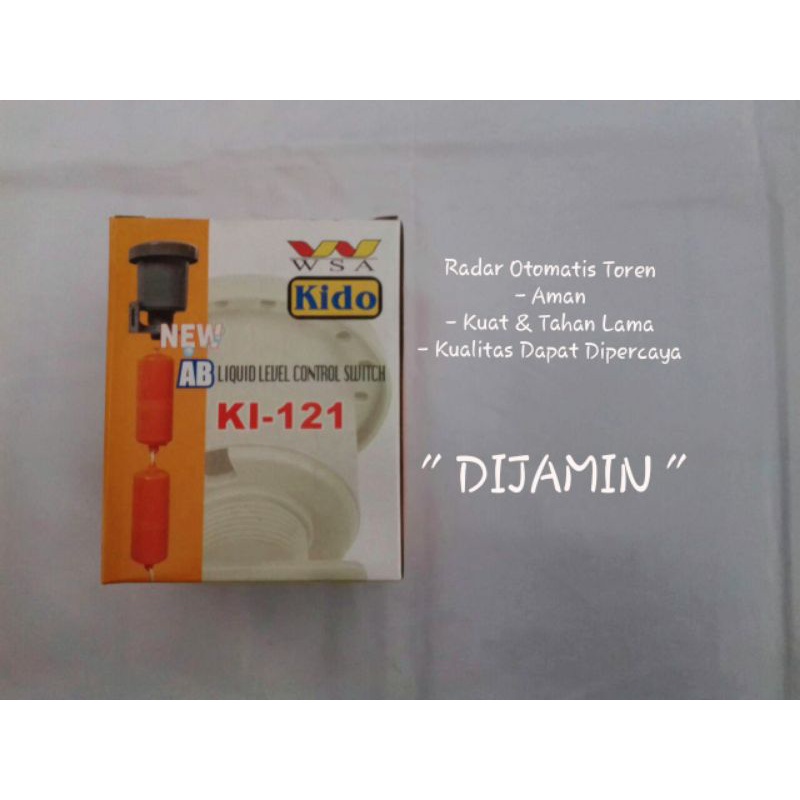 WSA
Kido
NEW
AB LIQUID LEVEL CONTROL SWITCH
KI-121
Radar Otomatis Toren
- Aman
- Kuat & Tahan Lama
- Kualitas Dapat Dipercaya
" DIJAMIN "